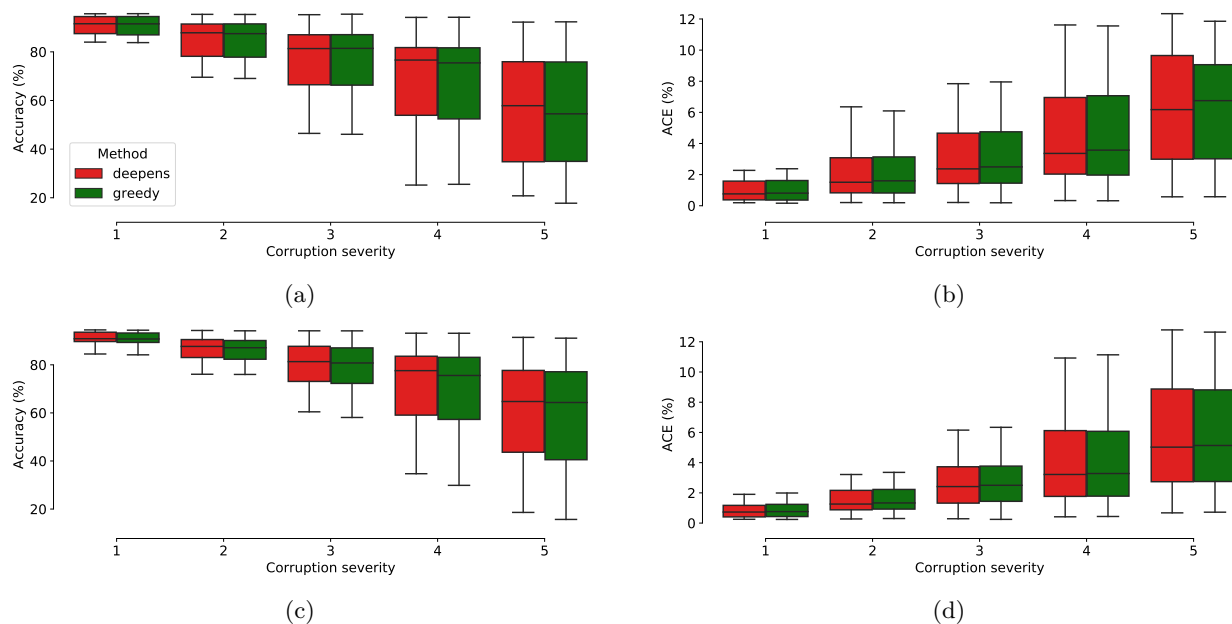 Accuracy (%)
80
60
40
20
Method
deepens
greedy
1 2 3 4 5
Corruption severity
(a)
ACE (%)
12
10
8
6
4
2
0
1 2 3 4 5
Corruption severity
(b)
Accuracy (%)
80
60
40
20
1 2 3 4 5
Corruption severity
(c)
ACE (%)
12
10
8
6
4
2
0
1 2 3 4 5
Corruption severity
(d)